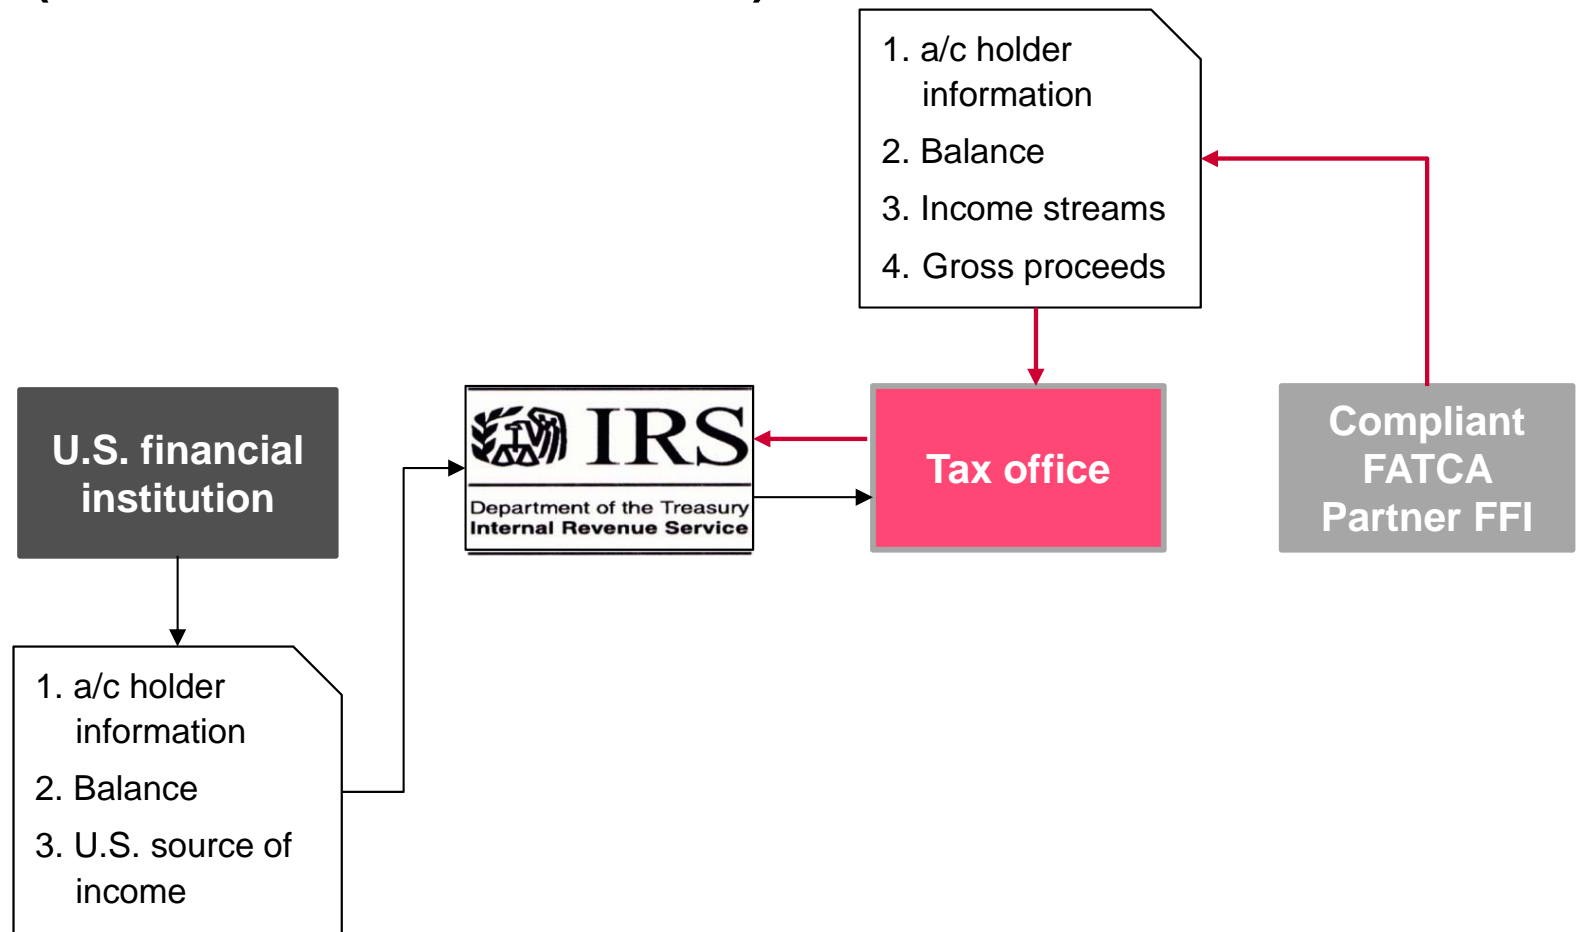 1. a/c holder
information
2. Balance
3. Income streams
4. Gross proceeds
U.S. financial
institution
IRS
Department of the Treasury
Internal Revenue Service
Tax office
Compliant
FATCA
Partner FFI
1. a/c holder
information
2. Balance
3. U.S. source of
income